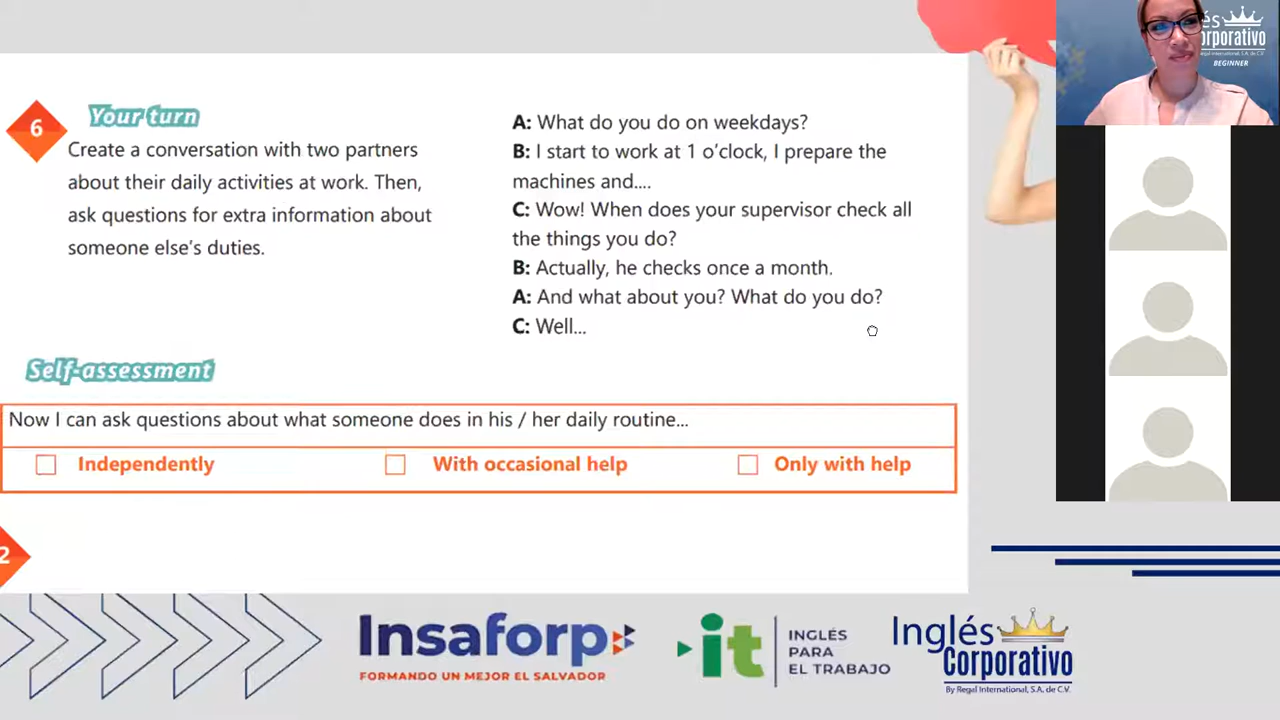 6
Your turn
Create a conversation with two partners
about their daily activities at work. Then,
ask questions for extra information about
someone else's duties.
A: What do you do on weekdays?
B: I start to work at 1 o'clock, I prepare the
machines and....
C: Wow! When does your supervisor check all
the things you do?
B: Actually, he checks once a month.
A: And what about you? What do you do?
C: Well...
Self-assessment
Now I can ask questions about what someone does in his / her daily routine...
Independently
With occasional help
Only with help
2
és
orporativo
BEGINNER
Insaforp
FORMANDO UN MEJOR EL SALVADOR
it
INGLÉS
PARA
EL TRABAJO
Inglés
Corporativo
By Regal International, S.A. de C.V.